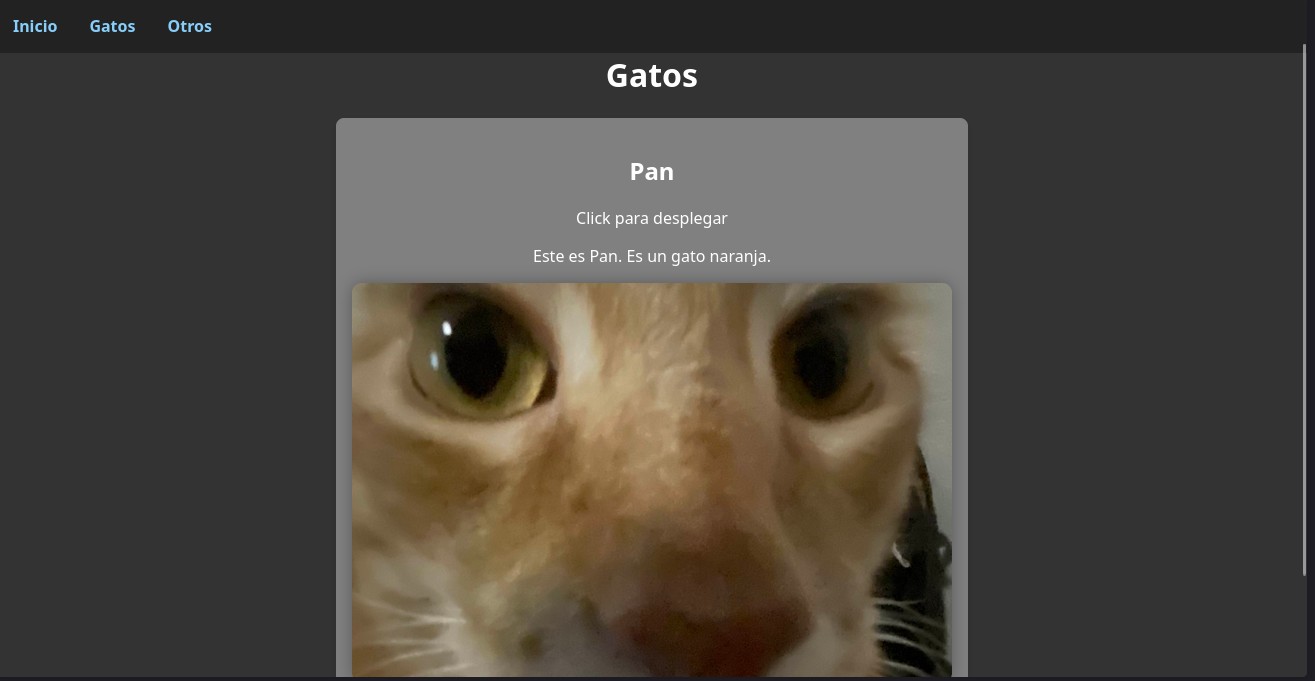 Inicio Gatos Otros
Gatos
Pan
Click para desplegar
Este es Pan. Es un gato naranja.